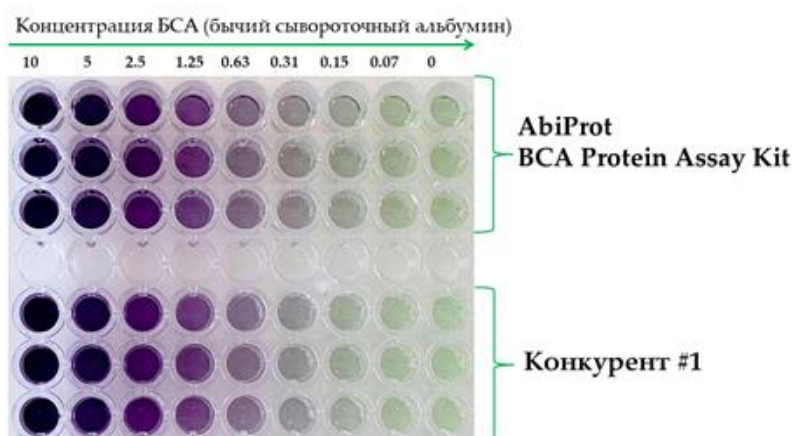 Концентрация БСА (бычий сывороточный альбумин)
10 5 2.5 1.25 0.63 0.31 0.15 0.07 0
AbiProt
BCA Protein Assay Kit
Конкурент #1